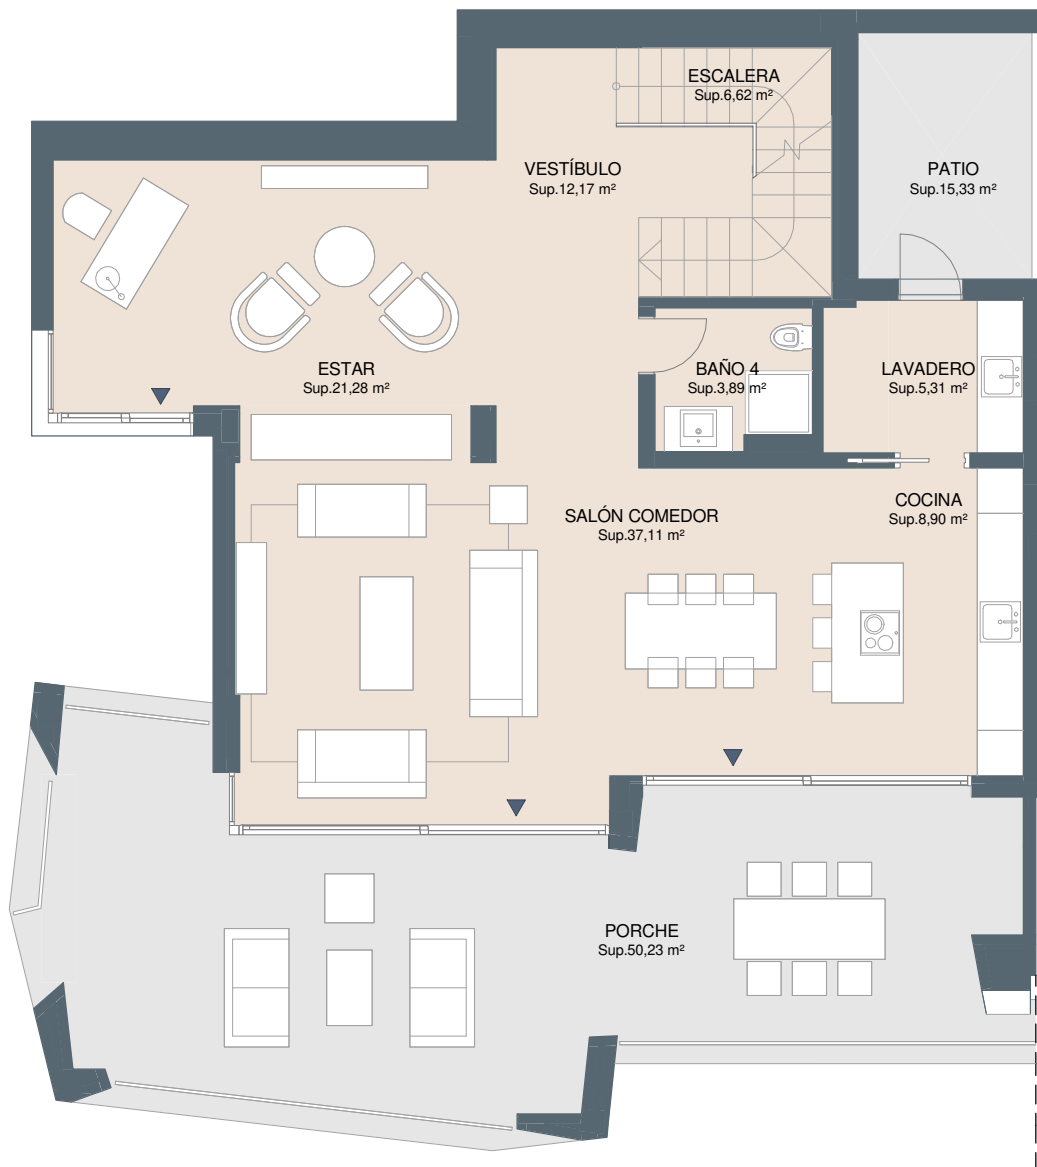 ESCALERA
Sup.6,62 m²
VESTÍBULO
Sup.12,17 m²
PATIO
Sup.15,33 m²
ESTAR
Sup.21,28 m²
BAÑO 4
Sup.3,89 m²
LAVADERO
Sup.5,31 m²
COCINA
Sup.8,90 m²
SALÓN COMEDOR
Sup.37,11 m²
PORCHE
Sup.50,23 m²